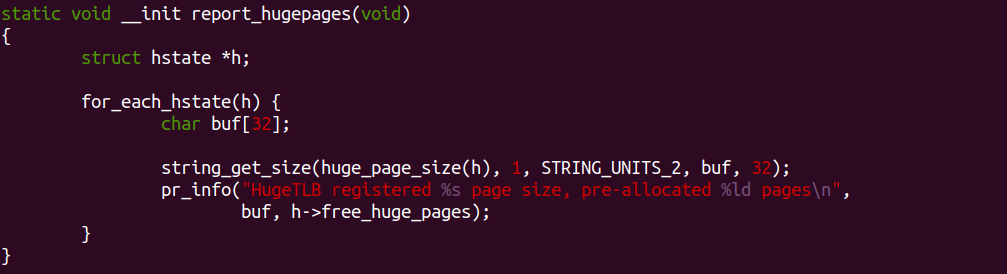 static void __init report_hugepages(void)
{
        struct hstate *h;

        for_each_hstate(h) {
                char buf[32];

                string_get_size(huge_page_size(h), 1, STRING_UNITS_2, buf, 32);
                pr_info("HugeTLB registered %s page size, pre-allocated %ld pages\n",
                        buf, h->free_huge_pages);
        }
}